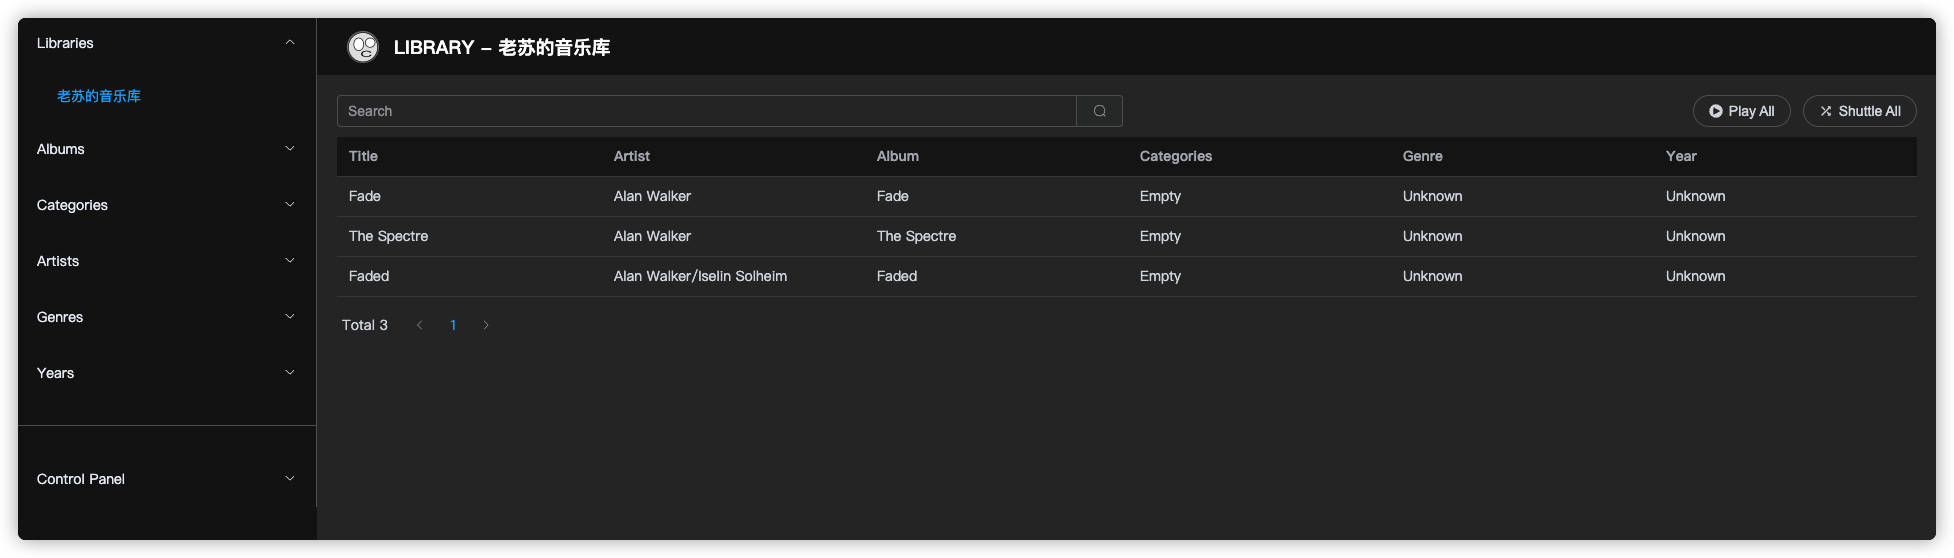 Libraries
老苏的音乐库
Albums
Categories
Artists
Genres
Years
Control Panel
LIBRARY - 老苏的音乐库
Search
Play All
Shuttle All
Title Artist Album Categories Genre Year
Fade Alan Walker Fade Empty Unknown Unknown
The Spectre Alan Walker The Spectre Empty Unknown Unknown
Faded Alan Walker/Iselin Solheim Faded Empty Unknown Unknown
Total 3 1